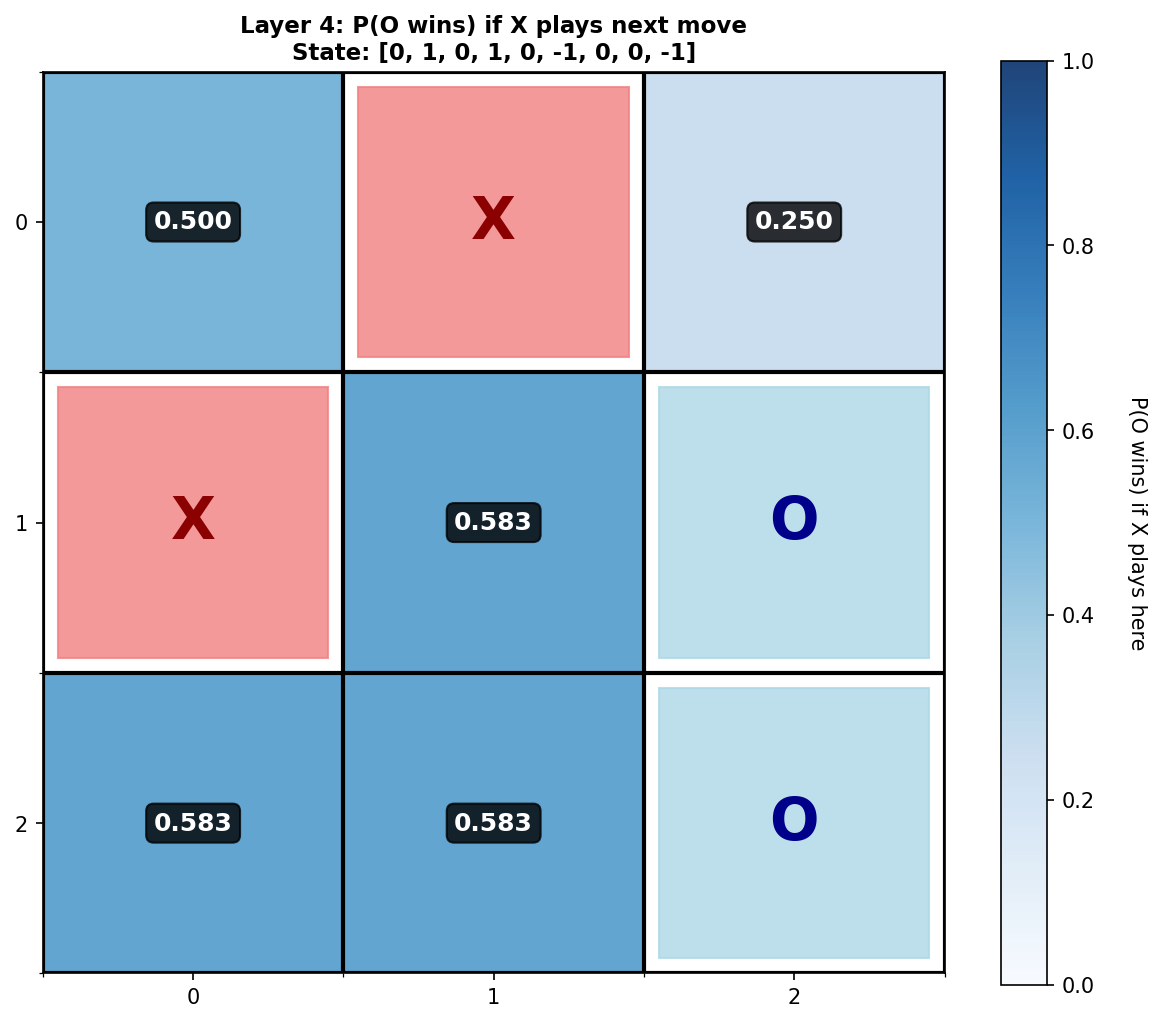 Layer 4: P(O wins) if X plays next move
State: [0, 1, 0, 1, 0, -1, 0, 0, -1]
0.500
X
0.250
X
0.583
O
0.583
0.583
O
0
1
2
0
1
2
1.0
0.8
0.6
0.4
0.2
0.0
P(O wins) if X plays here